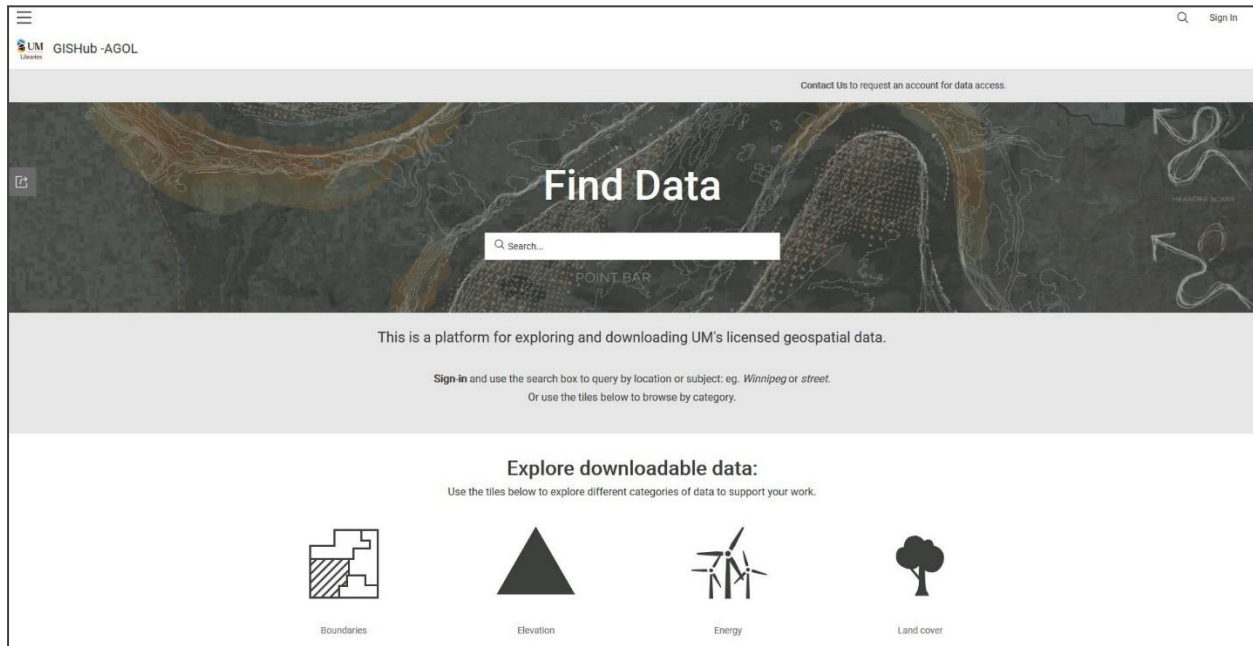 Sign In
UM
Libraries
GISHub -AGOL
Contact Us to request an account for data access.
Find Data
Search...
MEANDER SCARS
POINT BAR
This is a platform for exploring and downloading UM's licensed geospatial data.
Sign-in and use the search box to query by location or subject: eg. Winnipeg or street.
Or use the tiles below to browse by category.
Explore downloadable data:
Use the tiles below to explore different categories of data to support your work.
Boundaries
Elevation
Energy
Land cover